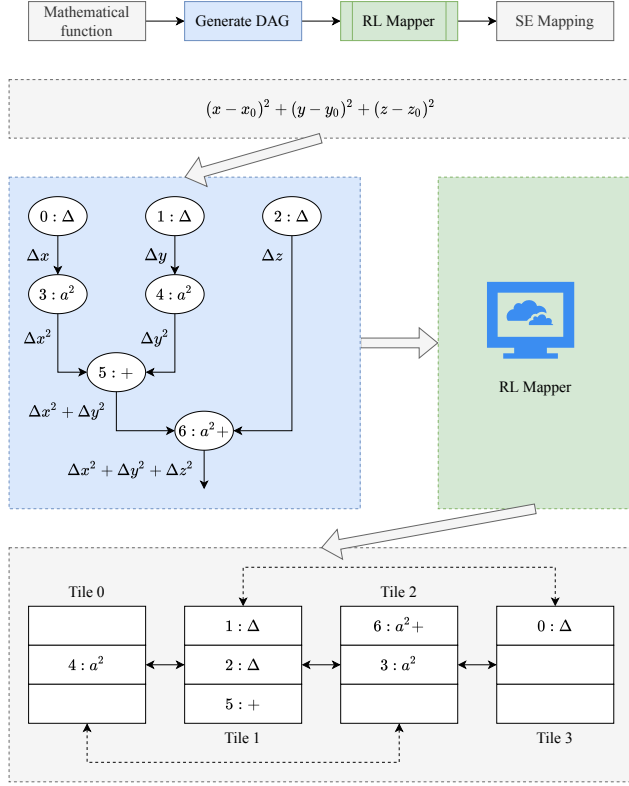 Mathematical
function
Generate DAG
RL Mapper
SE Mapping
(x − x₀)² + (y − y₀)² + (z − z₀)²
0 : Δ
1 : Δ
2 : Δ
Δx
Δy
Δz
3 : a²
4 : a²
Δx²
Δy²
5 : +
Δx² + Δy²
6 : a²+
Δx² + Δy² + Δz²
RL Mapper
Tile 0
Tile 2
1 : Δ
6 : a²+
0 : Δ
4 : a²
2 : Δ
3 : a²
5 : +
Tile 1
Tile 3